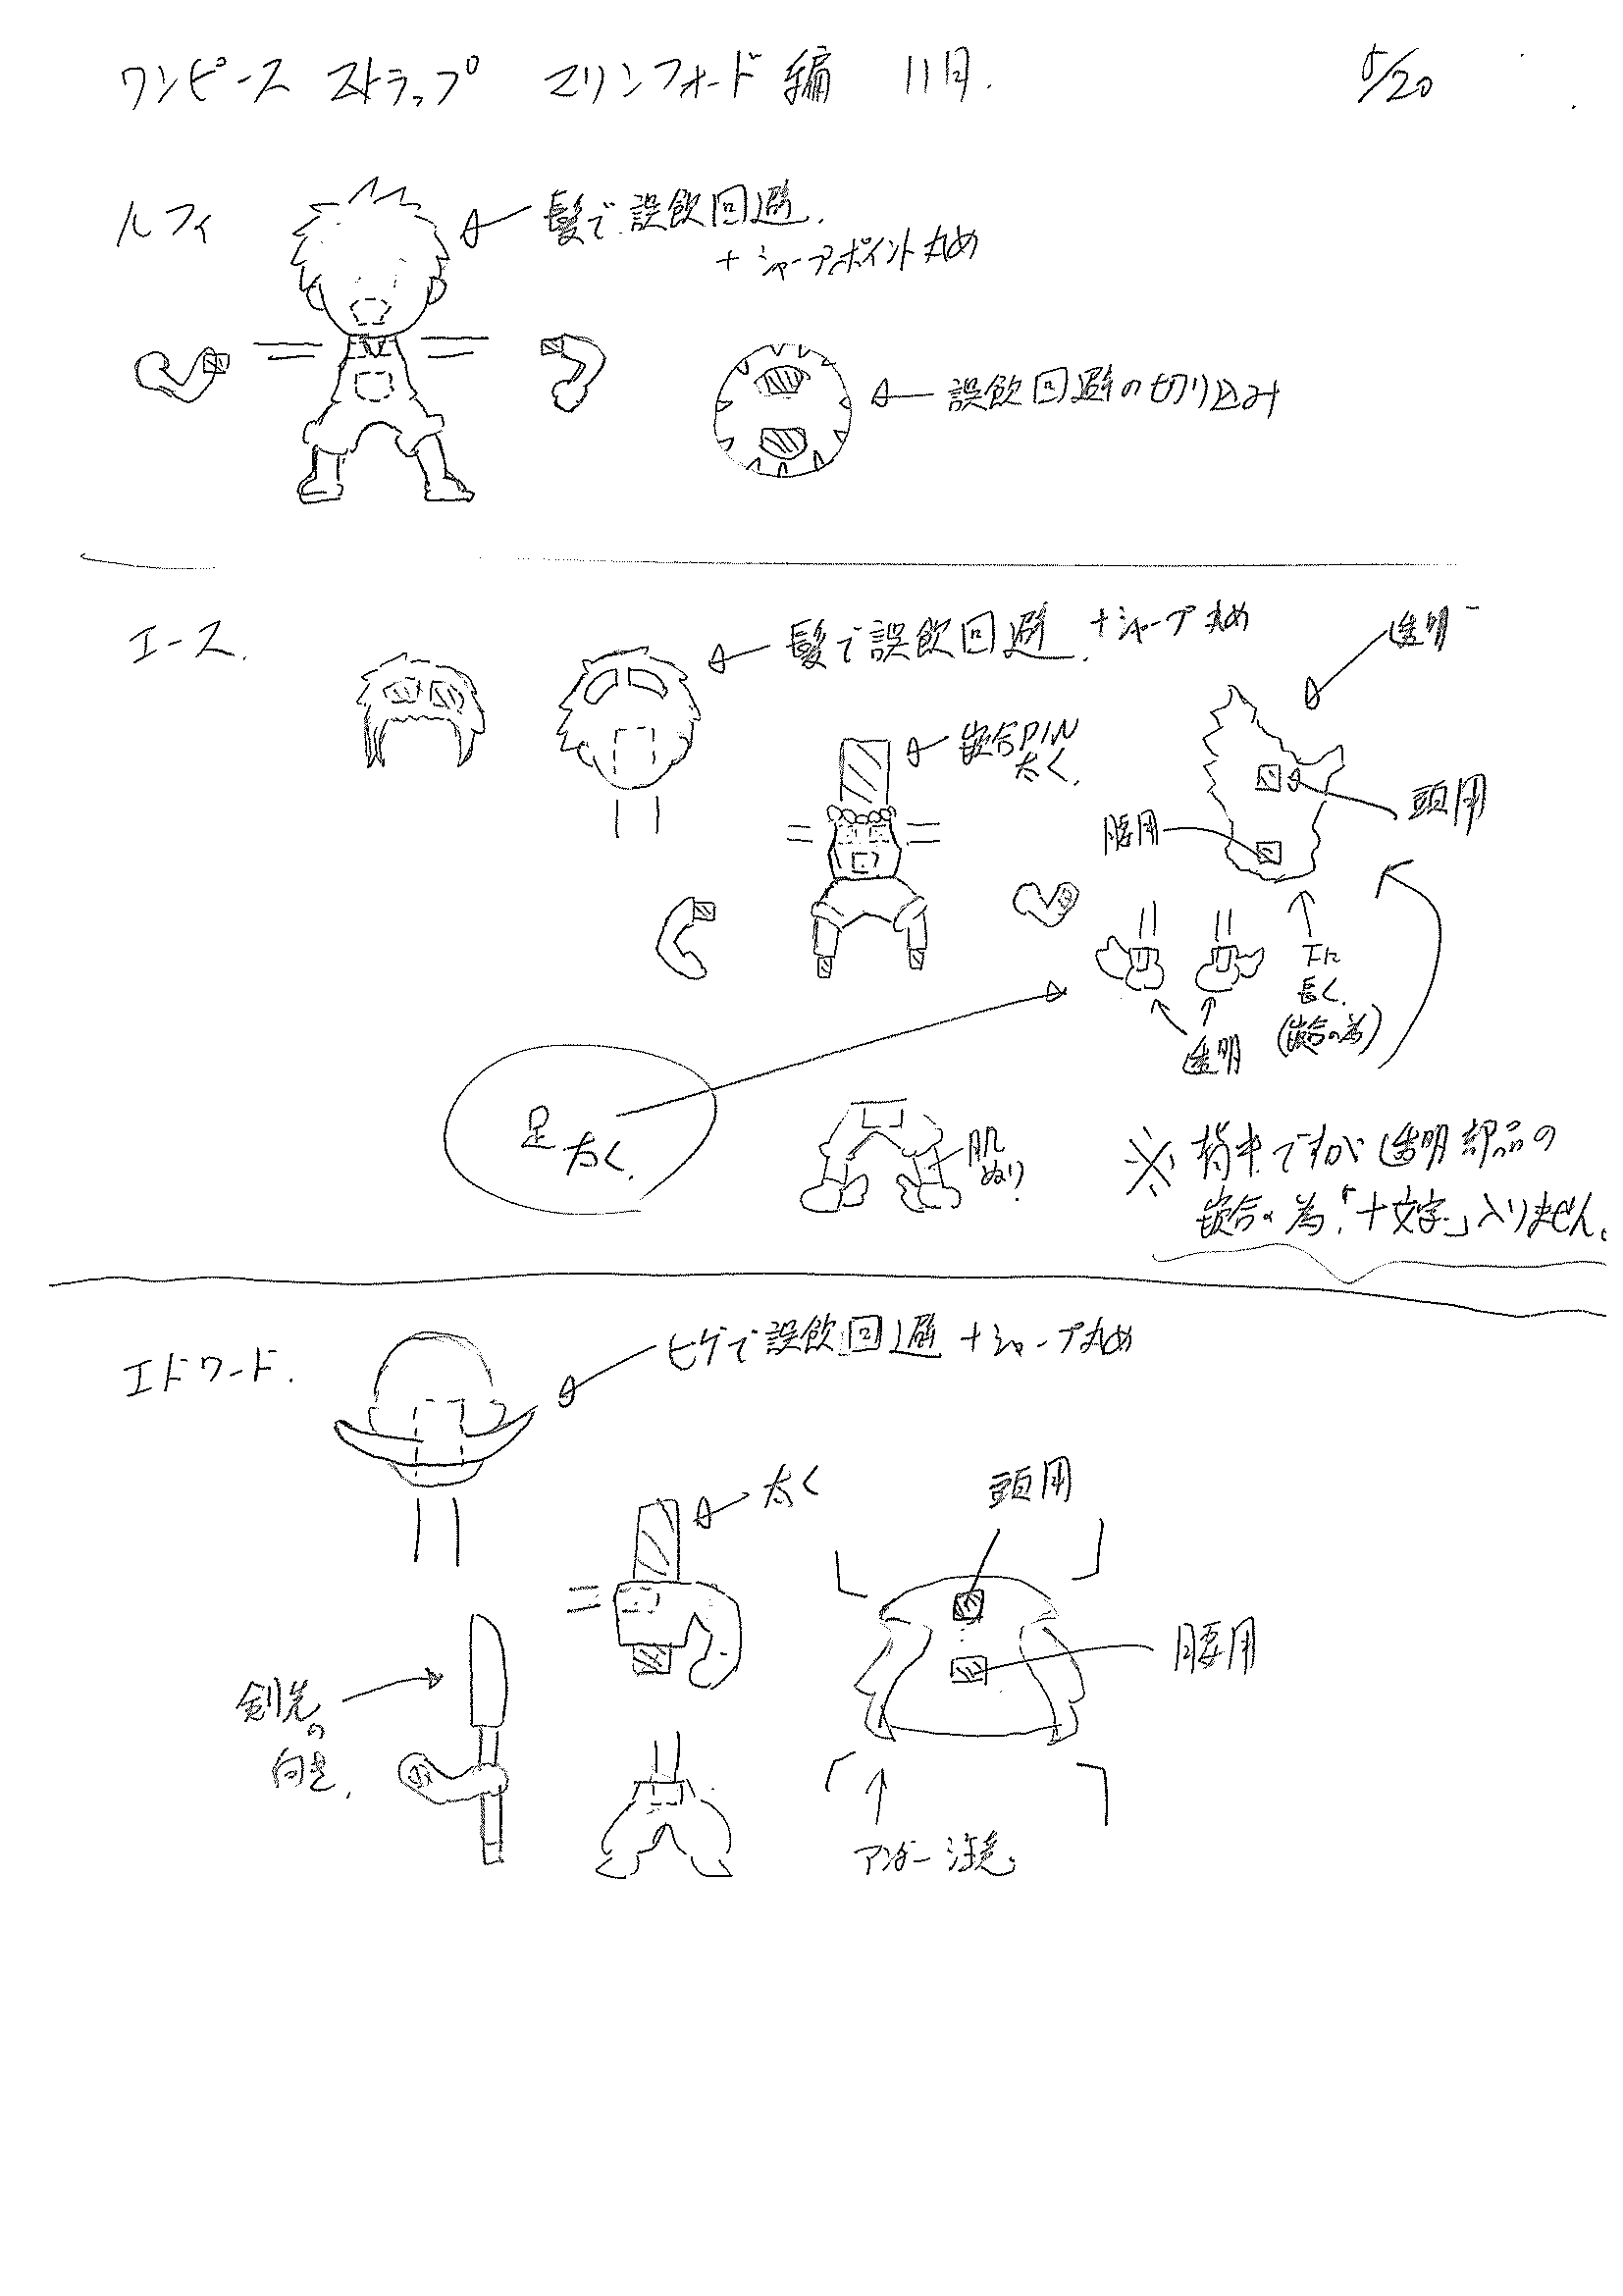 ワンピース ストラップ マリンフォード編 11月. 5/20
ルフィ
髪で誤飲回避.
+シャープポイント丸め
誤飲回避の切り込み
エース.
髪で誤飲回避. +シャープ丸め
透明
嵌合PIN
太く.
頭用
腰用
下に
長く.
(嵌合の為)
透明
足
太く.
肌
ぬり
※ 背中ですが透明部品の
嵌合の為「十文字」入りません。
エドワード.
ヒゲで誤飲回避 +シャープ丸め
太く
頭用
腰用
剣先
の
向き.
アンダー注意。